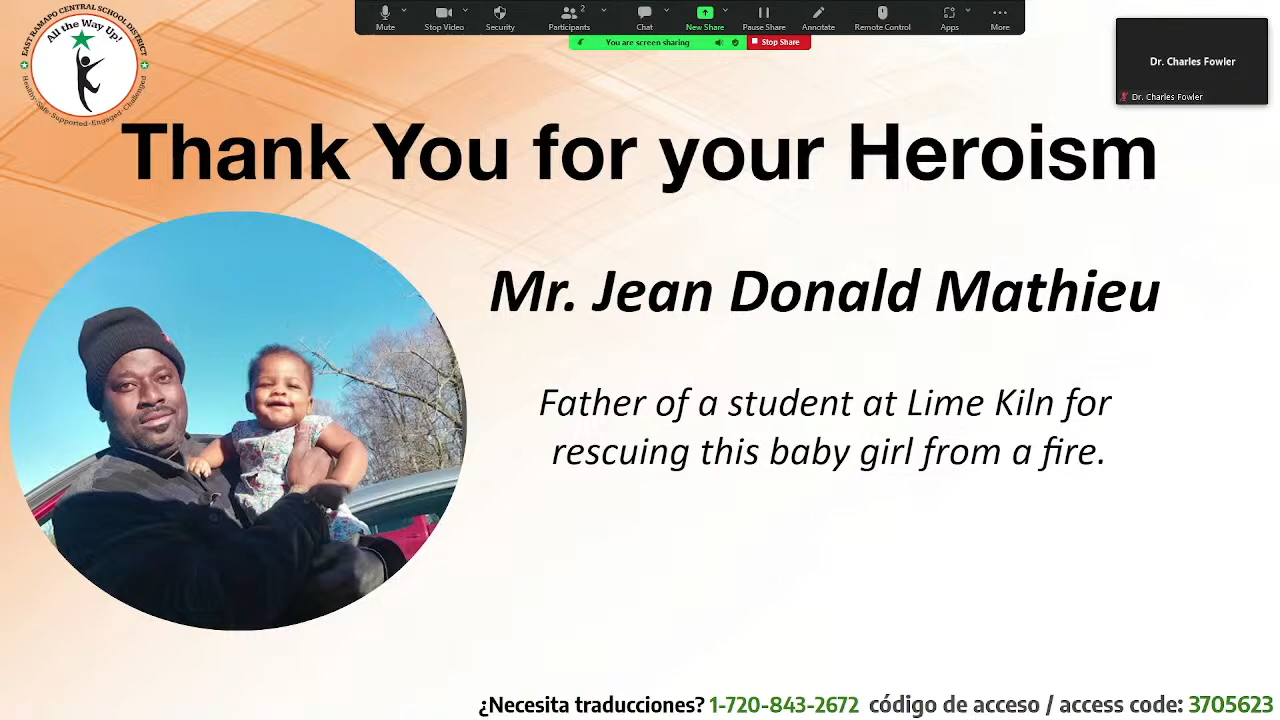 EAST RAMAPO CENTRAL SCHOOL DISTRICT
All the Way Up!
Healthy-Safe-Supported-Engaged-Challenged
Mute
Stop Video
Security
2
Participants
Chat
New Share
Pause Share
Annotate
Remote Control
Apps
More
You are screen sharing
Stop Share
Dr. Charles Fowler
Dr. Charles Fowler
Thank You for your Heroism
Mr. Jean Donald Mathieu
Father of a student at Lime Kiln for
rescuing this baby girl from a fire.
¿Necesita traducciones? 1-720-843-2672 código de acceso / access code: 3705623